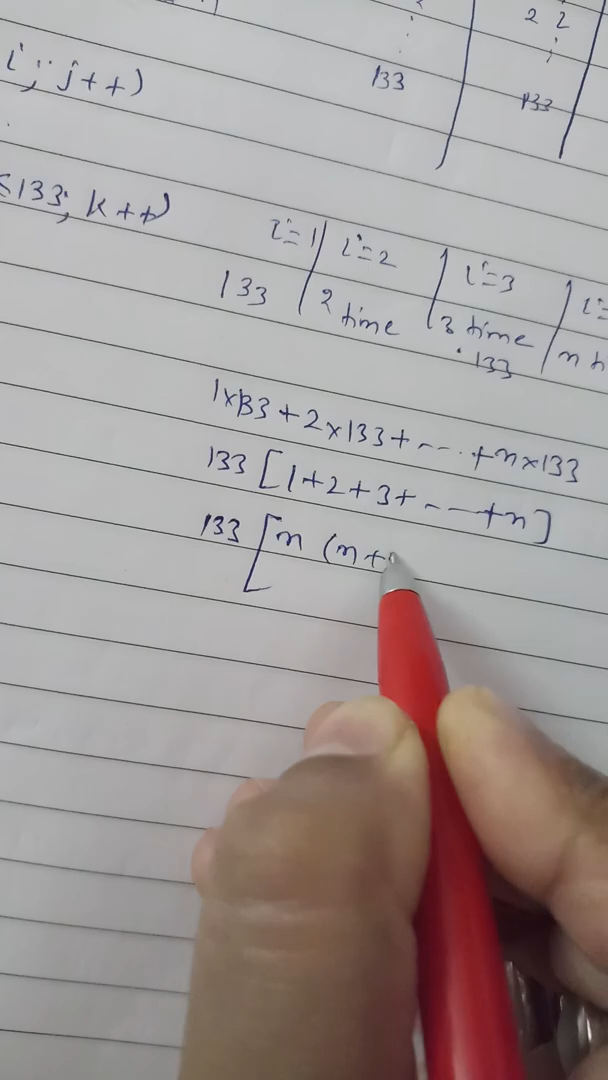 2 2
:
133
133
i; j++)
≤133; k++)
i=1 | i=2 | i=3 | i=
133 | 2 time | 3 time | n
133
1×133+2×133+-----+n×133
133 [1+2+3+-----+n]
133 [n (n+